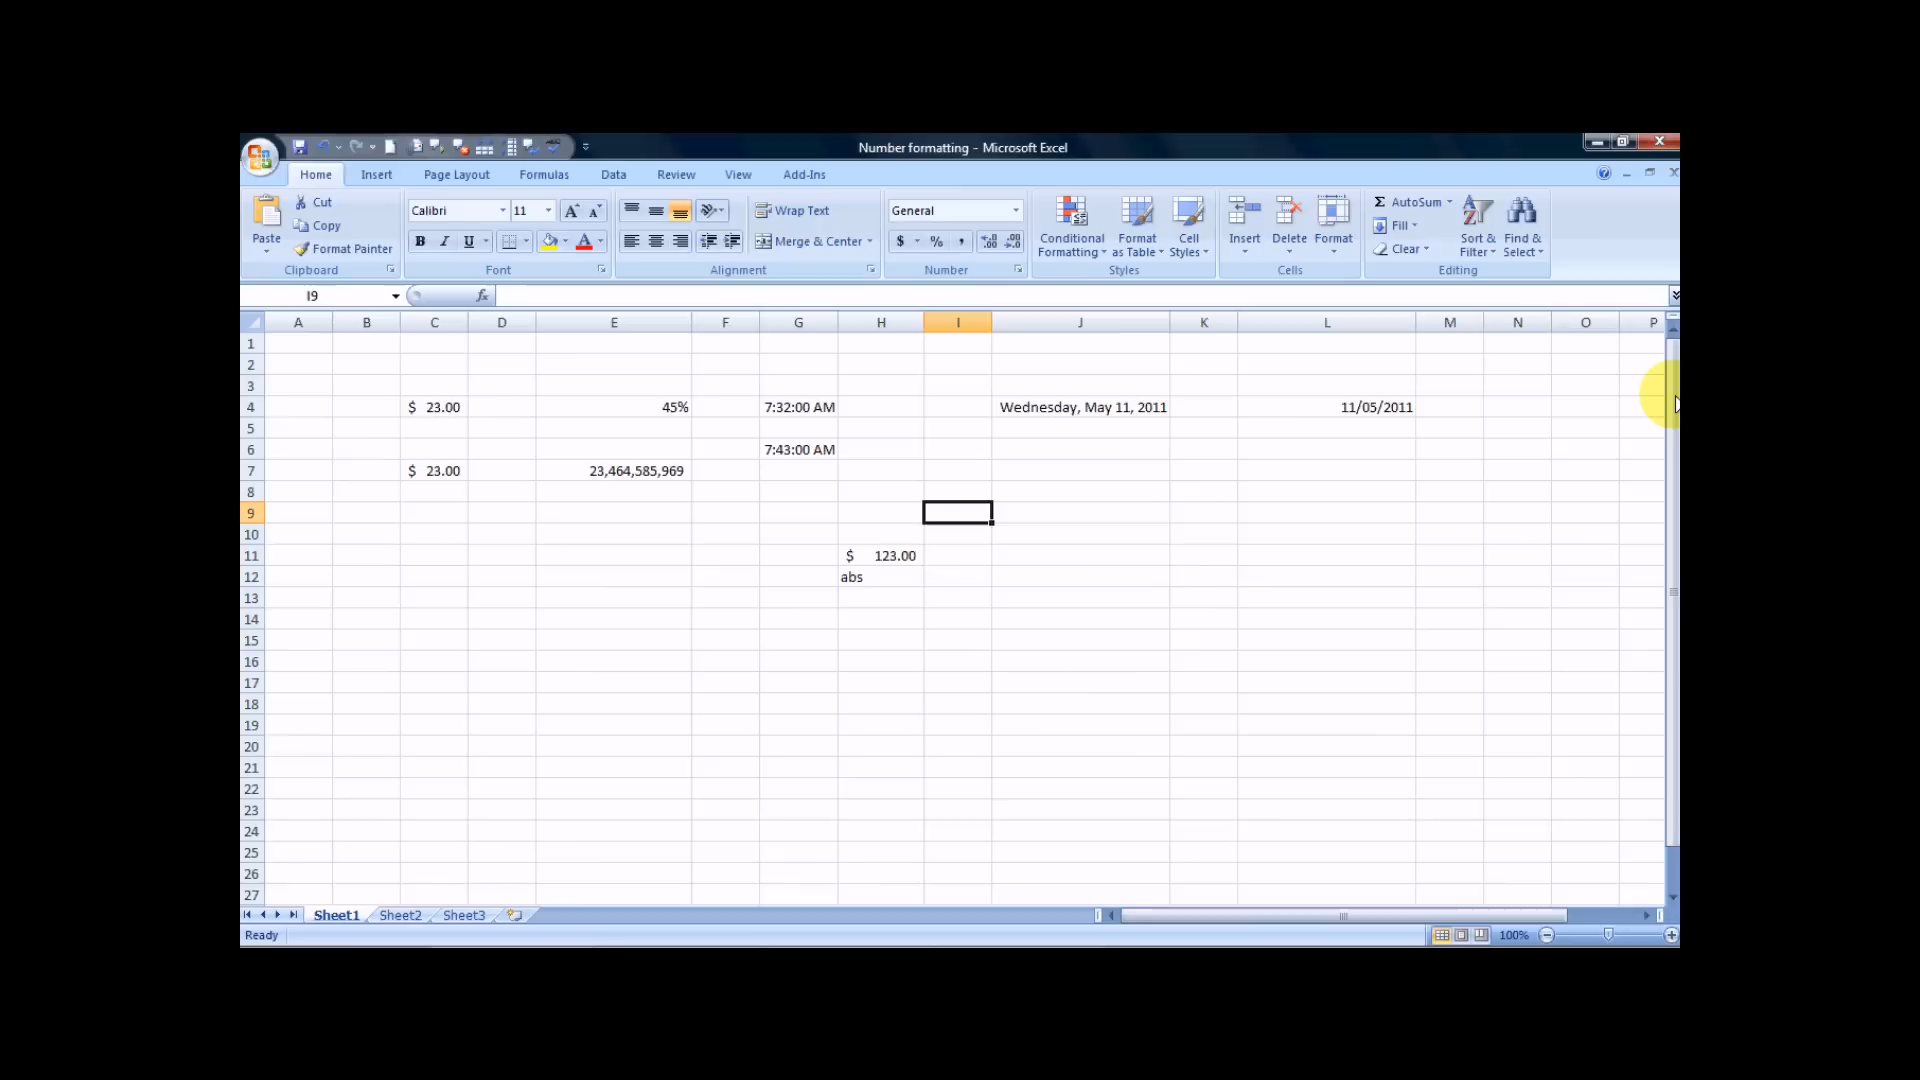 Number formatting - Microsoft Excel
Home Insert Page Layout Formulas Data Review View Add-Ins
Paste Cut Copy Format Painter Clipboard
Calibri 11 B I U Font
Wrap Text Merge & Center Alignment
General $ % , Number
Conditional Formatting Format as Table Cell Styles Styles
Insert Delete Format Cells
Σ AutoSum Fill Clear Sort & Filter Find & Select Editing
I9 fx
A B C D E F G H I J K L M N O P
1
2
3
4 $ 23.00 45% 7:32:00 AM Wednesday, May 11, 2011 11/05/2011
5
6 7:43:00 AM
7 $ 23.00 23,464,585,969
8
9
10
11 $ 123.00
12 abs
13
14
15
16
17
18
19
20
21
22
23
24
25
26
27
Sheet1 Sheet2 Sheet3
Ready 100%